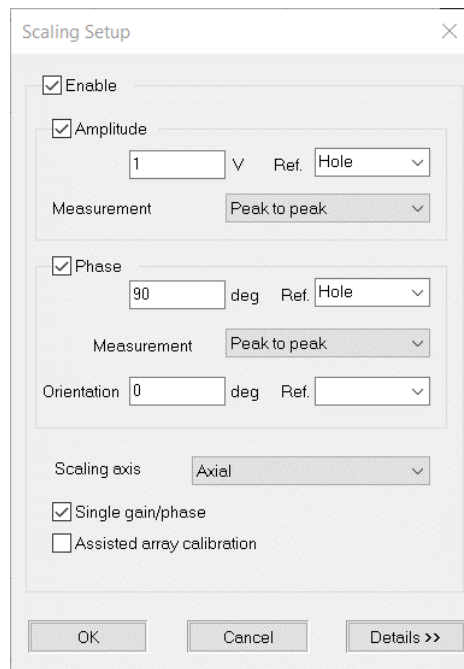 Scaling Setup
Enable
Amplitude
1 V Ref. Hole
Measurement Peak to peak
Phase
90 deg Ref. Hole
Measurement Peak to peak
Orientation 0 deg Ref.
Scaling axis Axial
Single gain/phase
Assisted array calibration
OK Cancel Details >>